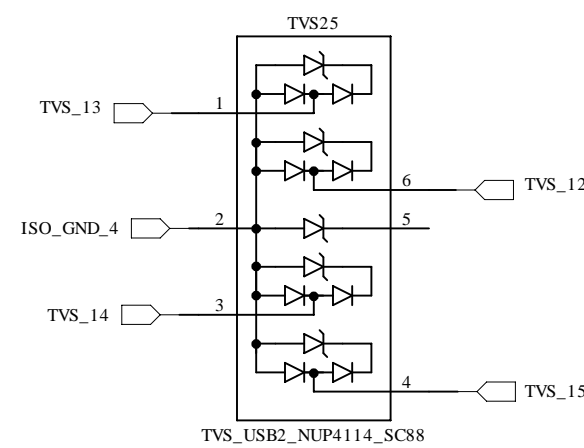 TVS25
TVS_13
1
6
TVS_12
ISO_GND_4
2
5
TVS_14
3
4
TVS_15
TVS_USB2_NUP4114_SC88